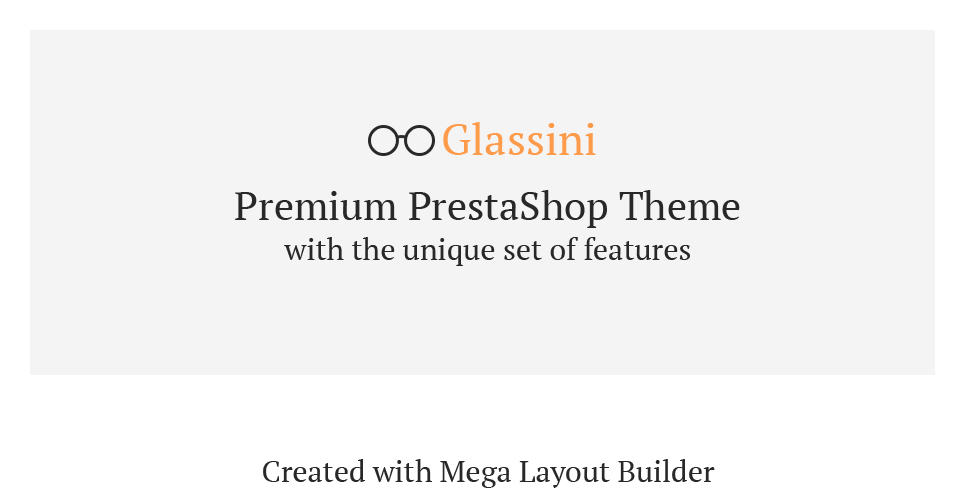 Glassini
Premium PrestaShop Theme
with the unique set of features
Created with Mega Layout Builder